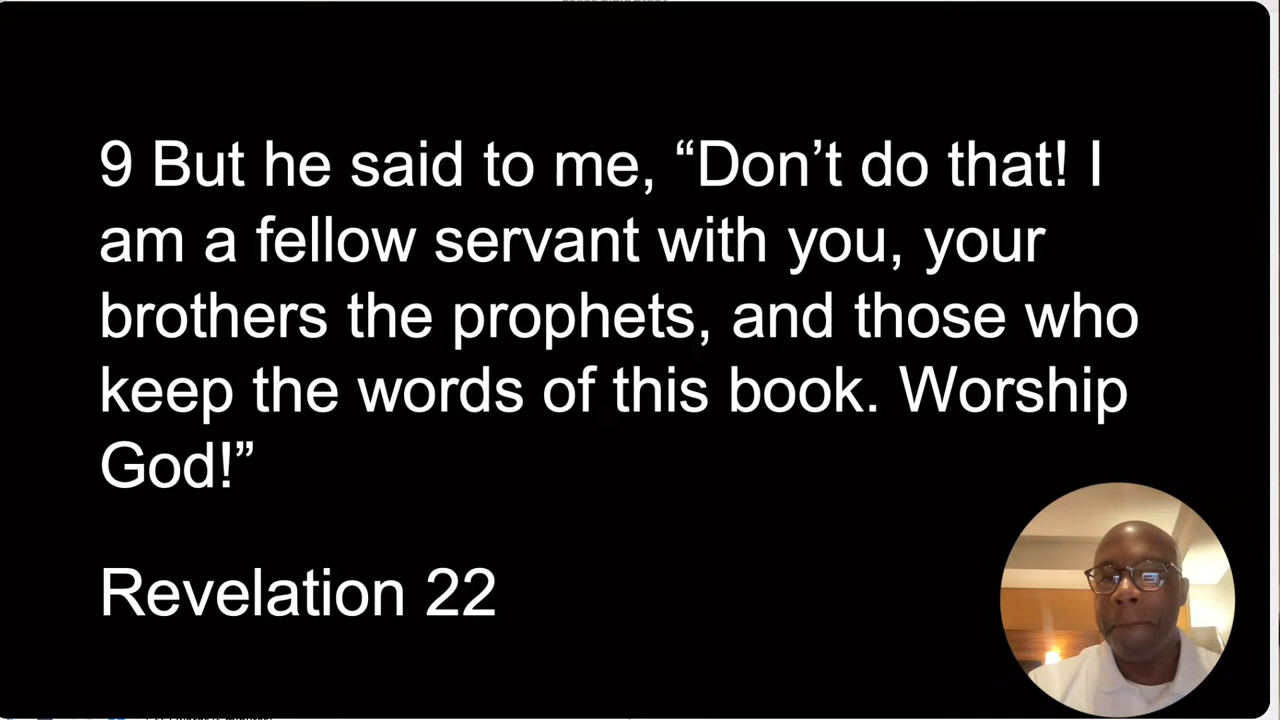 9 But he said to me, “Don’t do that! I
am a fellow servant with you, your
brothers the prophets, and those who
keep the words of this book. Worship
God!”
Revelation 22